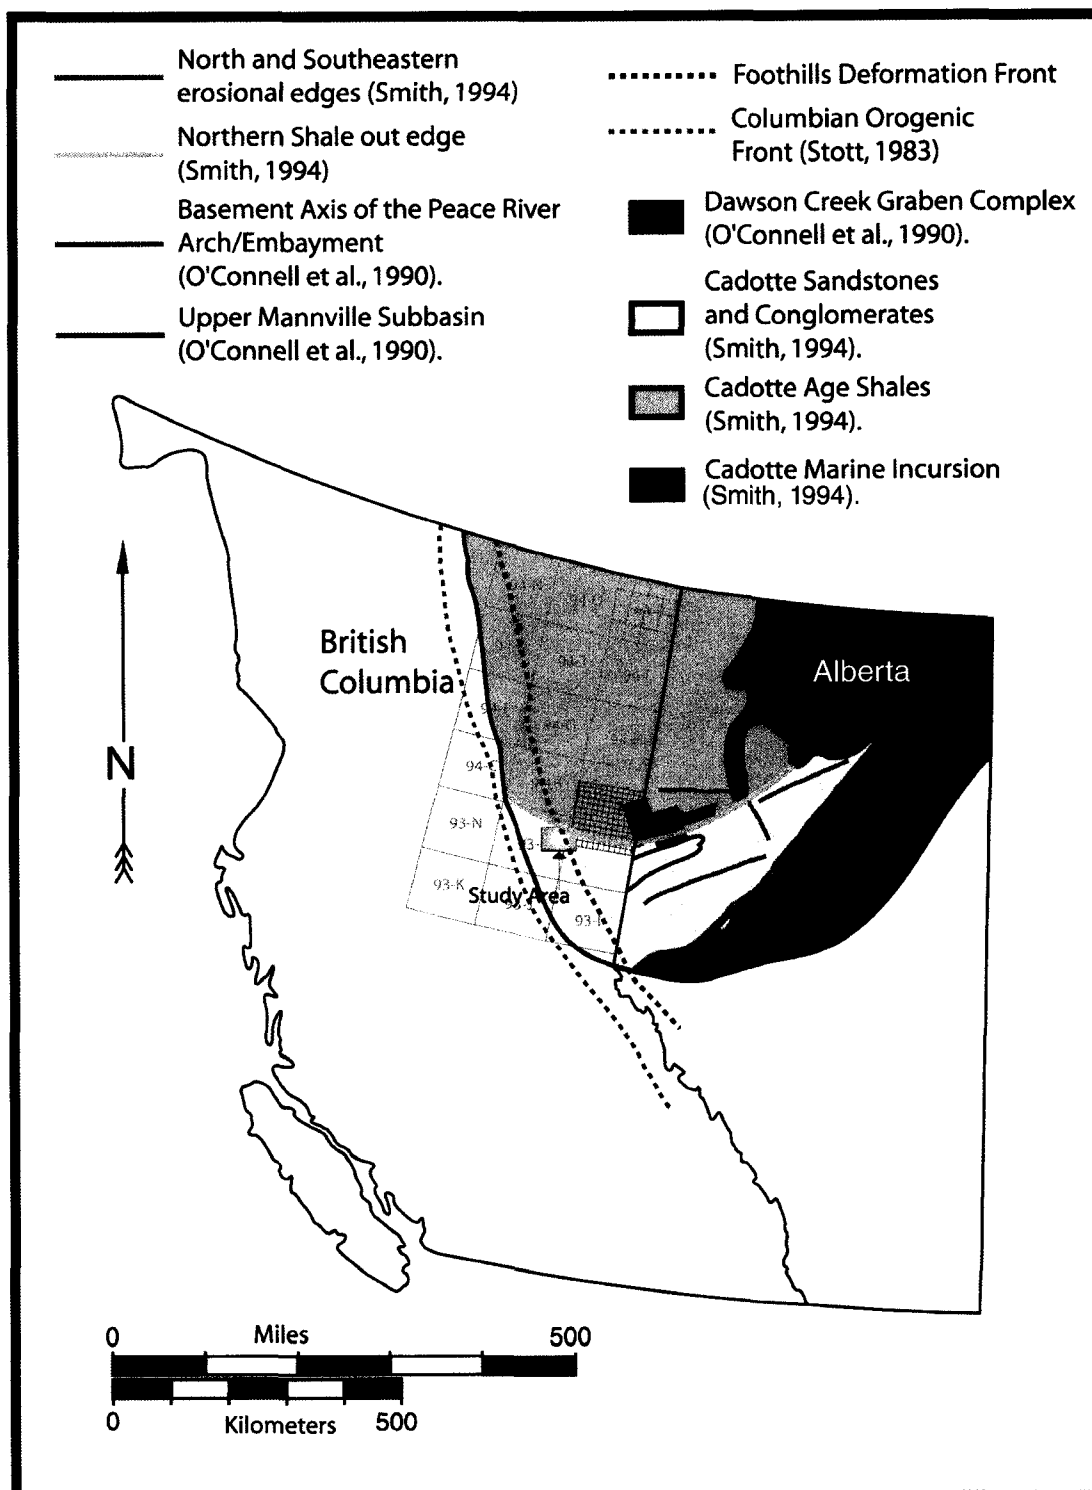 North and Southeastern
erosional edges (Smith, 1994)
Northern Shale out edge
(Smith, 1994)
Basement Axis of the Peace River
Arch/Embayment
(O'Connell et al., 1990).
Upper Mannville Subbasin
(O'Connell et al., 1990).
Foothills Deformation Front
Columbian Orogenic
Front (Stott, 1983)
Dawson Creek Graben Complex
(O'Connell et al., 1990).
Cadotte Sandstones
and Conglomerates
(Smith, 1994).
Cadotte Age Shales
(Smith, 1994).
Cadotte Marine Incursion
(Smith, 1994).
British
Columbia
Alberta
N
93-N
93-K
Study Area
0 Miles 500
0 Kilometers 500